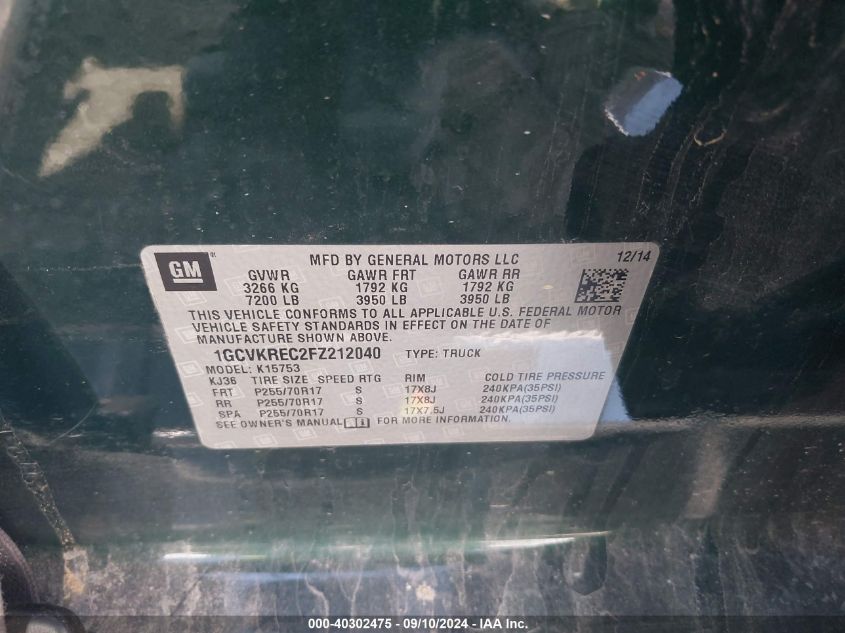 GM
MFD BY GENERAL MOTORS LLC 12/14
GVWR GAWR FRT GAWR RR
3266 KG 1792 KG 1792 KG
7200 LB 3950 LB 3950 LB
THIS VEHICLE CONFORMS TO ALL APPLICABLE U.S. FEDERAL MOTOR
VEHICLE SAFETY STANDARDS IN EFFECT ON THE DATE OF
MANUFACTURE SHOWN ABOVE.
1GCVKREC2FZ212040 TYPE: TRUCK
MODEL: K15753
KJ36 TIRE SIZE SPEED RTG RIM COLD TIRE PRESSURE
FRT P255/70R17 S 17X8J 240KPA(35PSI)
RR P255/70R17 S 17X8J 240KPA(35PSI)
SPA P255/70R17 S 17X7.5J 240KPA(35PSI)
SEE OWNER'S MANUAL FOR MORE INFORMATION.
000-40302475 - 09/10/2024 - IAA Inc.